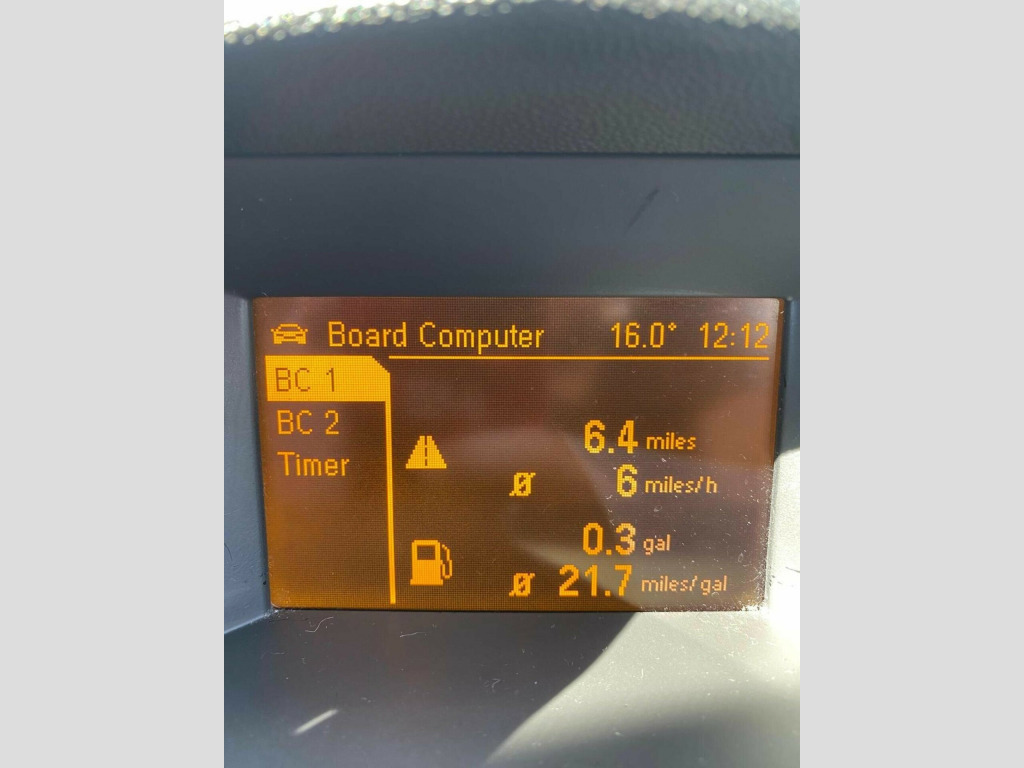 Board Computer 16.0° 12:12
BC 1
BC 2
Timer
6.4 miles
Ø 6 miles/h
0.3 gal
Ø 21.7 miles/gal